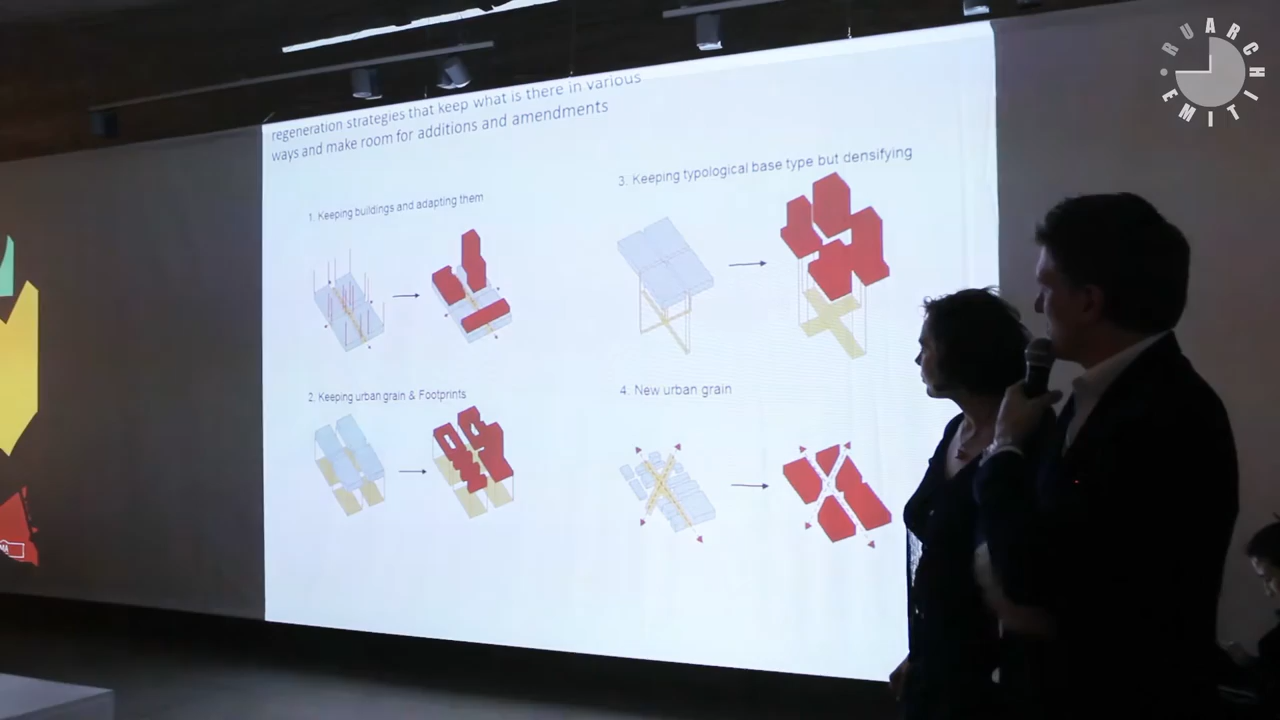 regeneration strategies that keep what is there in various
ways and make room for additions and amendments
1. Keeping buildings and adapting them
2. Keeping urban grain & Footprints
3. Keeping typological base type but densifying
4. New urban grain
RUARCH
TIME